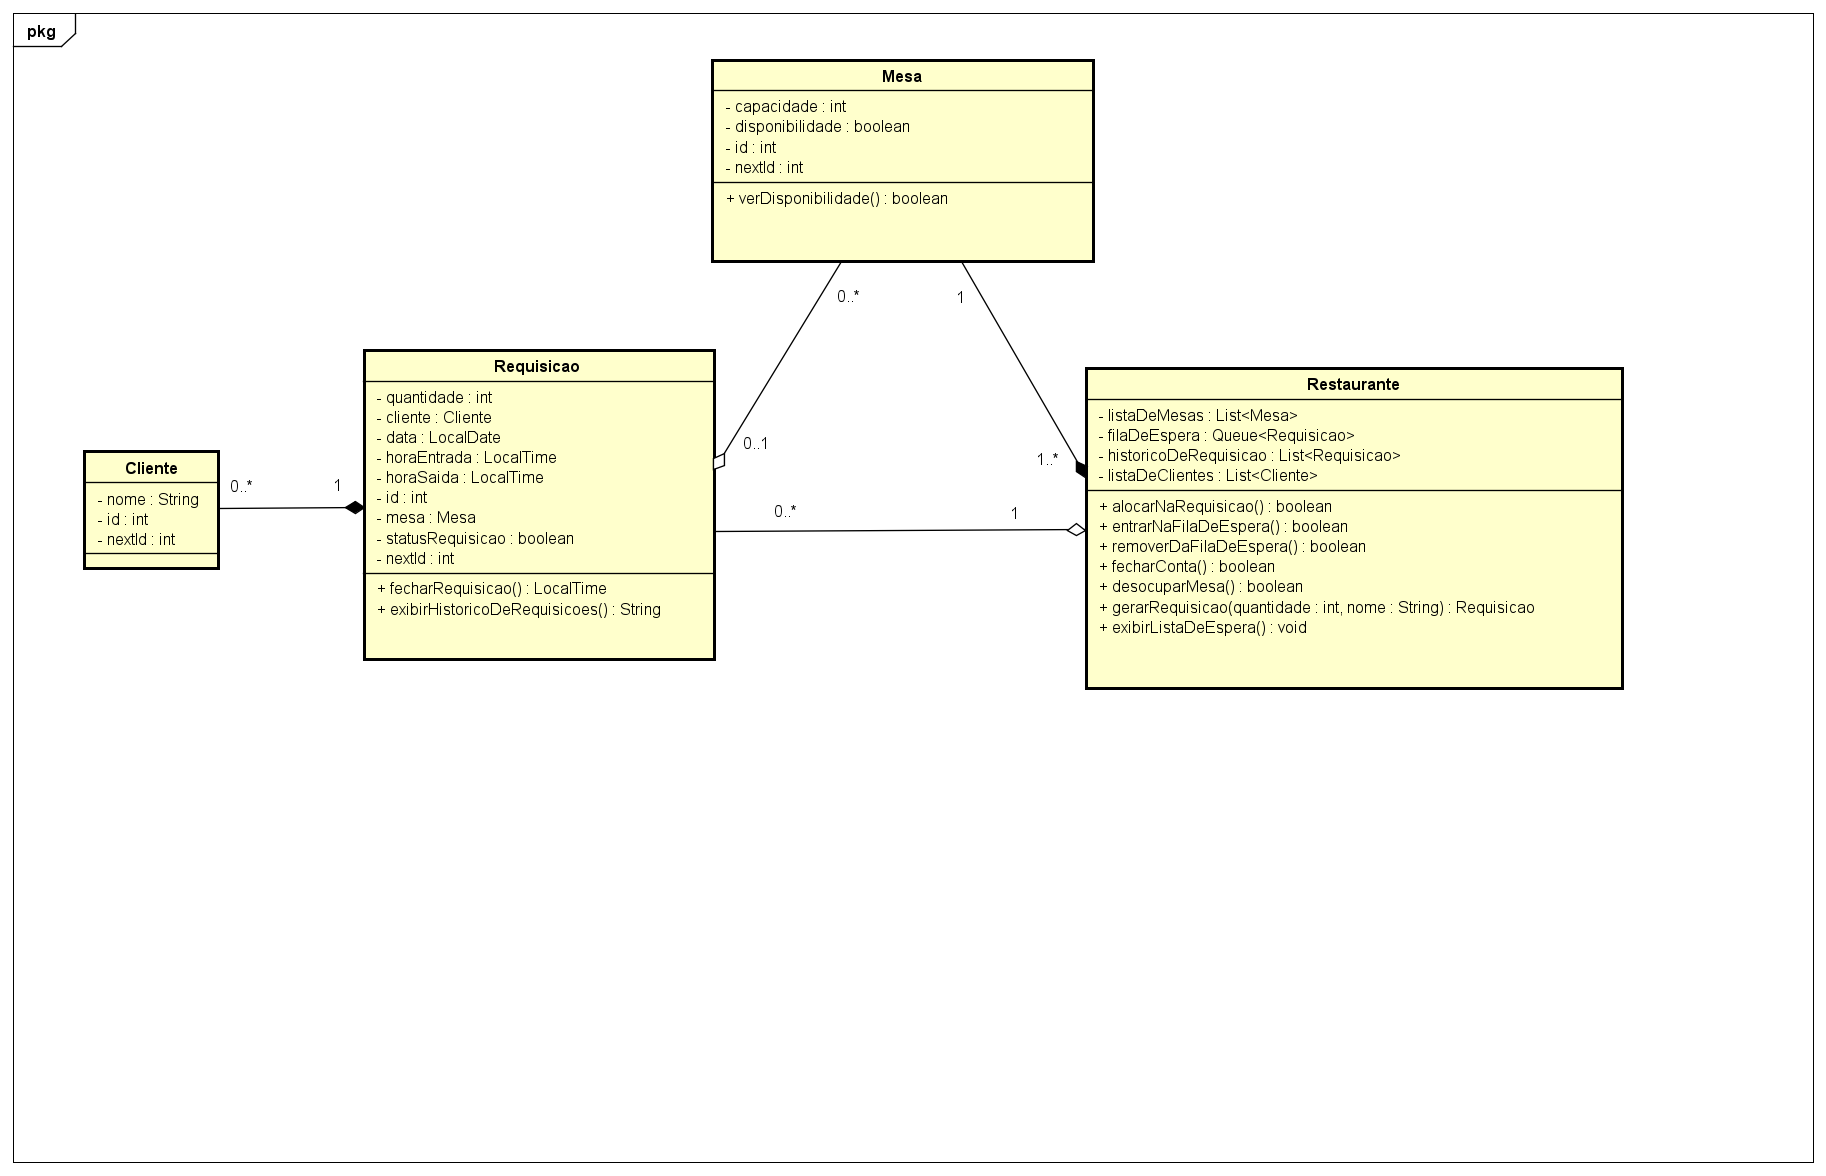 pkg
Mesa
- capacidade : int
- disponibilidade : boolean
- id : int
- nextId : int
+ verDisponibilidade() : boolean
0..*
1
0..1
1..*
Requisicao
- quantidade : int
- cliente : Cliente
- data : LocalDate
- horaEntrada : LocalTime
- horaSaida : LocalTime
- id : int
- mesa : Mesa
- statusRequisicao : boolean
- nextId : int
+ fecharRequisicao() : LocalTime
+ exibirHistoricoDeRequisicoes() : String
Restaurante
- listaDeMesas : List<Mesa>
- filaDeEspera : Queue<Requisicao>
- historicoDeRequisicao : List<Requisicao>
- listaDeClientes : List<Cliente>
+ alocarNaRequisicao() : boolean
+ entrarNaFilaDeEspera() : boolean
+ removerDaFilaDeEspera() : boolean
+ fecharConta() : boolean
+ desocuparMesa() : boolean
+ gerarRequisicao(quantidade : int, nome : String) : Requisicao
+ exibirListaDeEspera() : void
Cliente
- nome : String
- id : int
- nextId : int
0..*
1
0..*
1